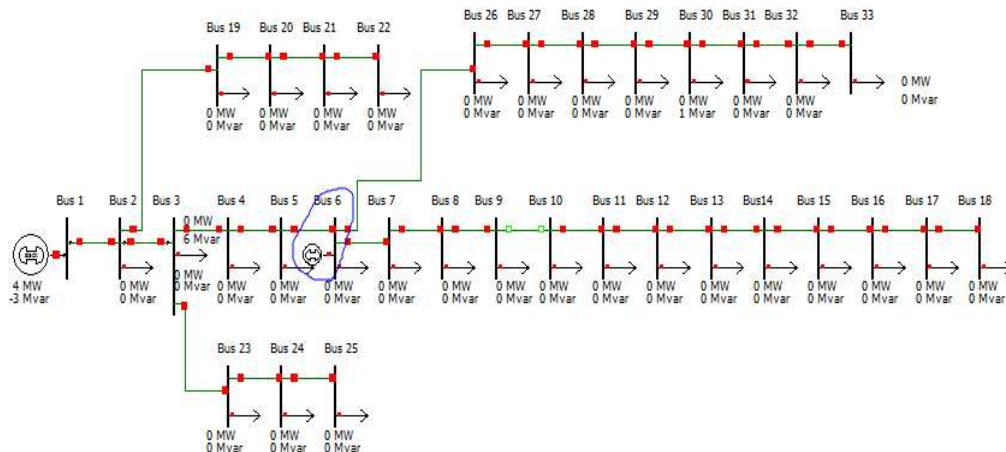 Bus 19 Bus 20 Bus 21 Bus 22
0 MW 0 MW 0 MW 0 MW
0 Mvar 0 Mvar 0 Mvar 0 Mvar
Bus 26 Bus 27 Bus 28 Bus 29 Bus 30 Bus 31 Bus 32 Bus 33
0 MW 0 MW 0 MW 0 MW 0 MW 0 MW 0 MW 0 MW
0 Mvar 0 Mvar 0 Mvar 0 Mvar 1 Mvar 0 Mvar 0 Mvar 0 Mvar
Bus 1 Bus 2 Bus 3 Bus 4 Bus 5 Bus 6 Bus 7 Bus 8 Bus 9 Bus 10 Bus 11 Bus 12 Bus 13 Bus14 Bus 15 Bus 16 Bus 17 Bus 18
0 MW
6 Mvar
4 MW
-3 Mvar
0 MW 0 MW 0 MW 0 MW 0 MW 0 MW 0 MW 0 MW 0 MW 0 MW 0 MW 0 MW 0 MW 0 MW 0 MW 0 MW 0 MW
0 Mvar 0 Mvar 0 Mvar 0 Mvar 0 Mvar 0 Mvar 0 Mvar 0 Mvar 0 Mvar 0 Mvar 0 Mvar 0 Mvar 0 Mvar 0 Mvar 0 Mvar 0 Mvar 0 Mvar
Bus 23 Bus 24 Bus 25
0 MW 0 MW 0 MW
0 Mvar 0 Mvar 0 Mvar